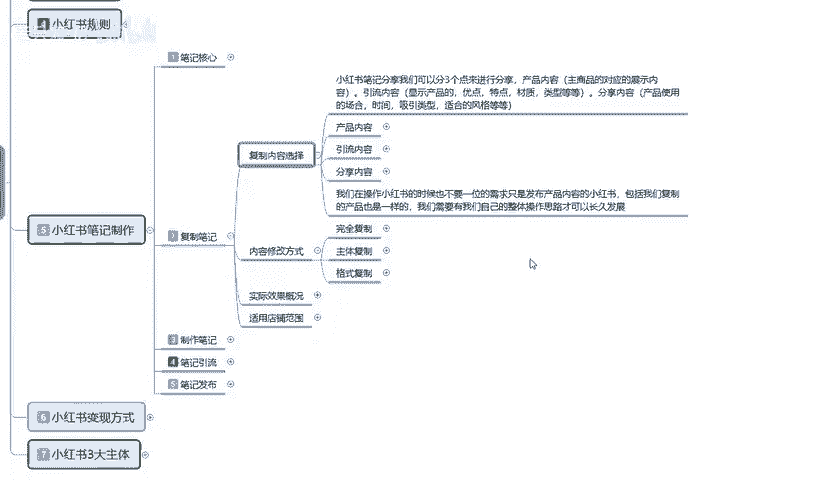 4 小红书规则
1 笔记核心
小红书笔记分享我们可以分3个点来进行分享，产品内容（主商品的对应的展示内
容）。引流内容（显示产品的，优点，特点，材质，类型等等）。分享内容（产品使用
的场合，时间，吸引类型，适合的风格等等）
产品内容
复制内容选择
引流内容
分享内容
我们在操作小红书的时候也不要一位的需求只是发布产品内容的小红书，包括我们复制
的产品也是一样的，我们需要有我们自己的整体操作思路才可以长久发展
5 小红书笔记制作
2 复制笔记
完全复制
内容修改方式
主体复制
格式复制
实际效果概况
适用店铺范围
3 制作笔记
4 笔记引流
5 笔记发布
6 小红书变现方式
7 小红书3大主体